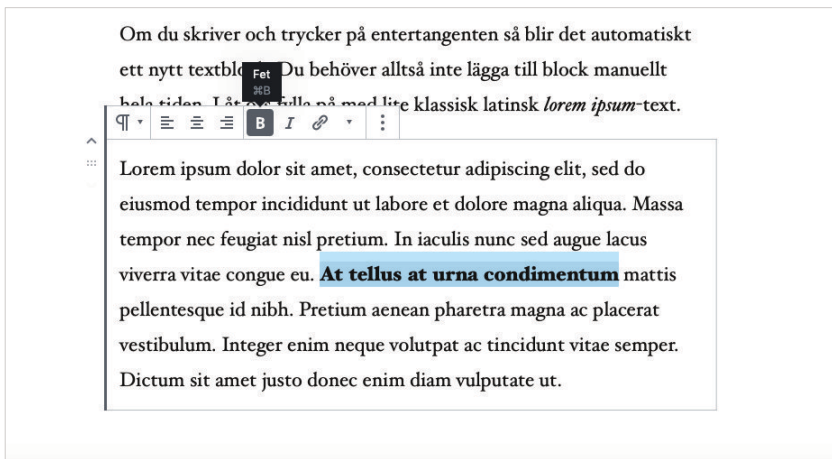 Om du skriver och trycker på entertangenten så blir det automatiskt
ett nytt Du behöver alltså inte lägga till block manuellt
Fet
⌘B
med lite klassisk latinsk lorem ipsum-text.
B I
Lorem ipsum dolor sit amet, consectetur adipiscing elit, sed do
eiusmod tempor incididunt ut labore et dolore magna aliqua. Massa
tempor nec feugiat nisl pretium. In iaculis nunc sed augue lacus
viverra vitae congue eu. At tellus at urna condimentum mattis
pellentesque id nibh. Pretium aenean pharetra magna ac placerat
vestibulum. Integer enim neque volutpat ac tincidunt vitae semper.
Dictum sit amet justo donec enim diam vulputate ut.